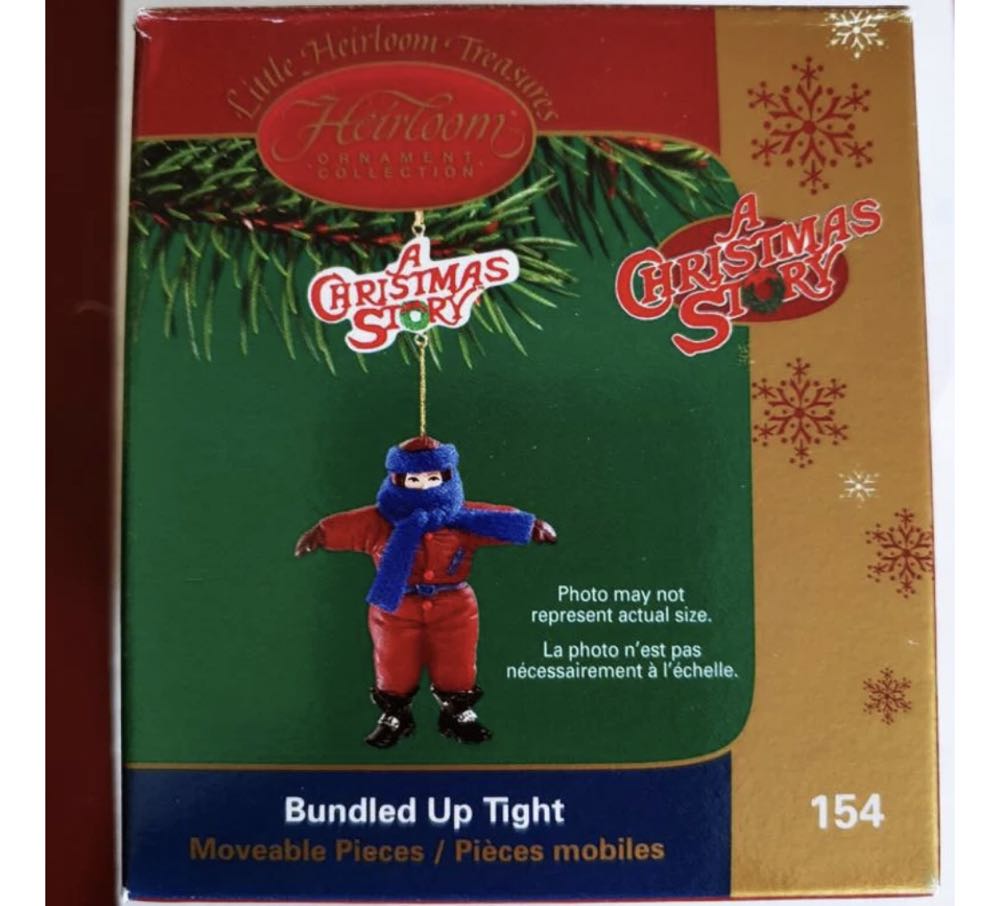 Little Heirloom Treasures
Heirloom
ORNAMENT
COLLECTION
A
CHRISTMAS
STORY
A
CHRISTMAS
STORY
Photo may not
represent actual size.
La photo n'est pas
nécessairement à l'échelle.
Bundled Up Tight
Moveable Pieces / Pièces mobiles
154